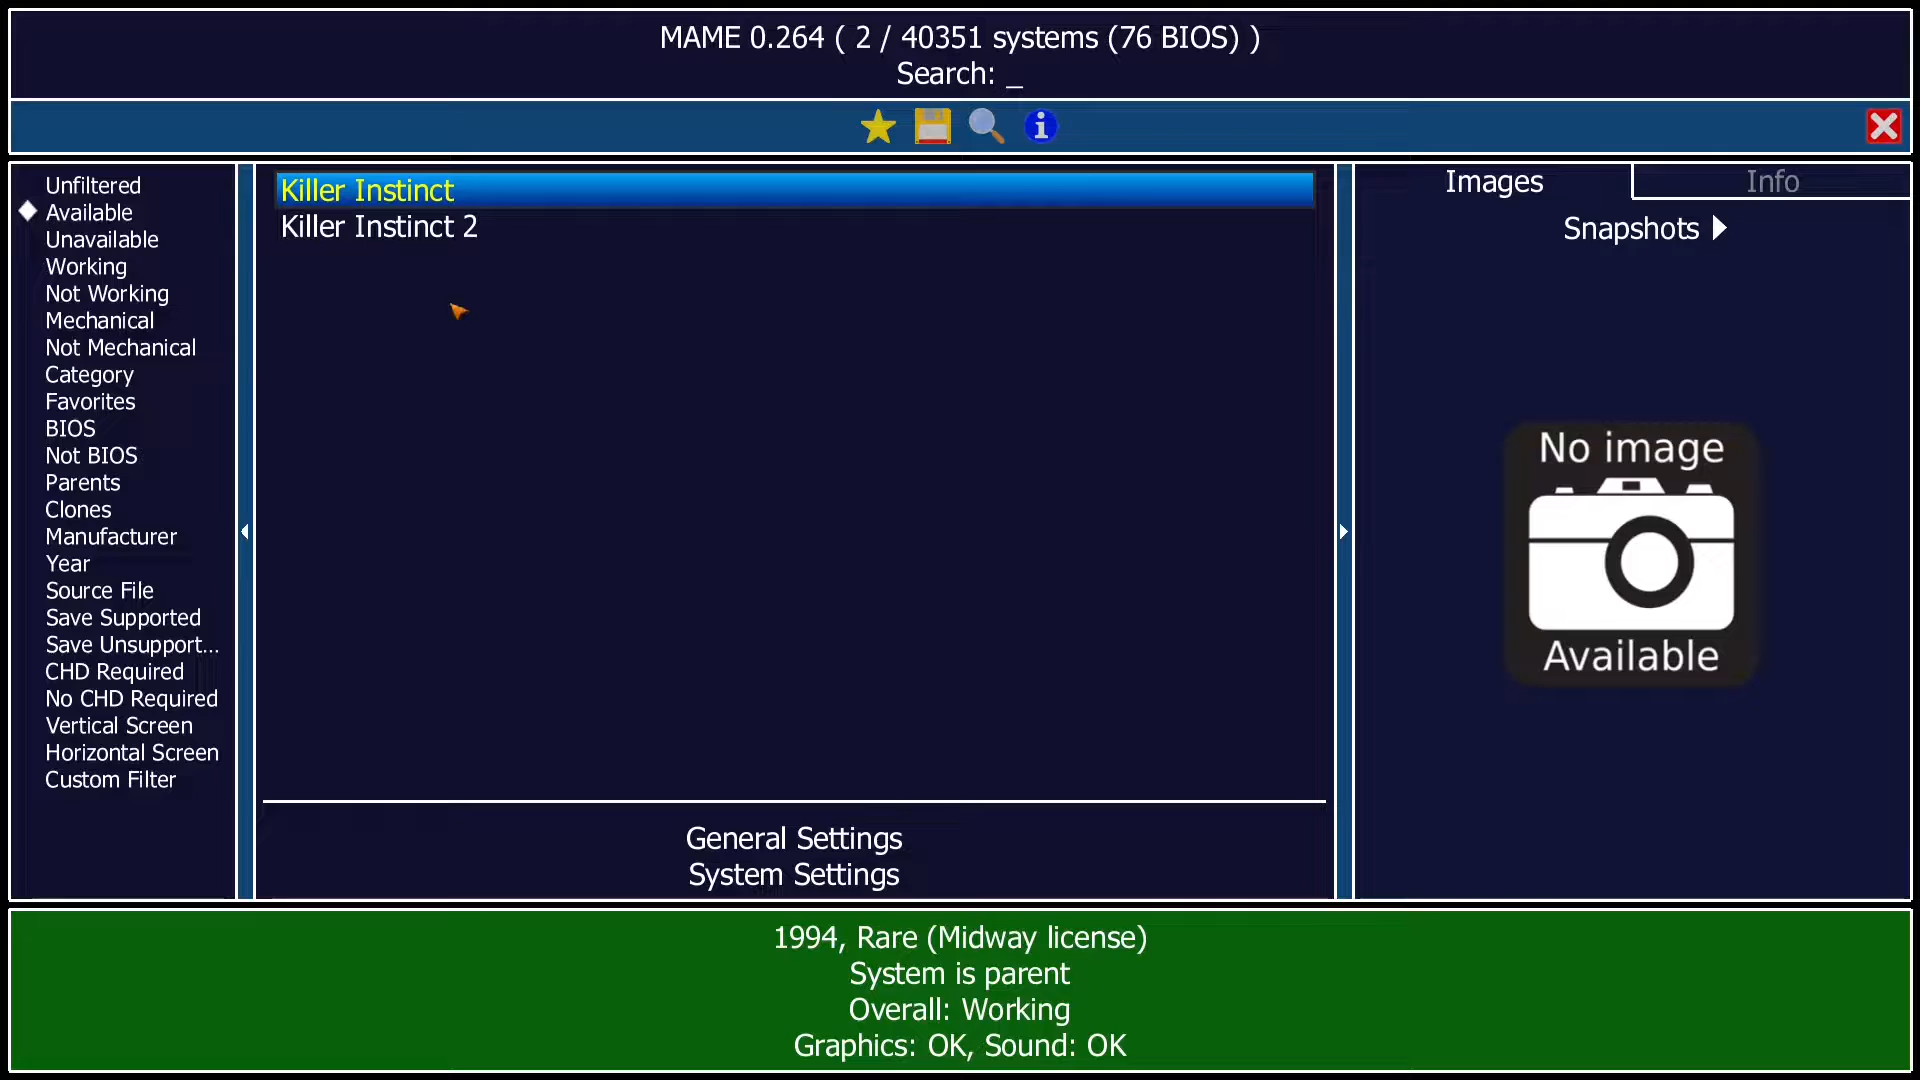 MAME 0.264 ( 2 / 40351 systems (76 BIOS) )
Search: _
Unfiltered
Available
Unavailable
Working
Not Working
Mechanical
Not Mechanical
Category
Favorites
BIOS
Not BIOS
Parents
Clones
Manufacturer
Year
Source File
Save Supported
Save Unsupport...
CHD Required
No CHD Required
Vertical Screen
Horizontal Screen
Custom Filter
Killer Instinct
Killer Instinct 2
General Settings
System Settings
Images
Info
Snapshots
No image
Available
1994, Rare (Midway license)
System is parent
Overall: Working
Graphics: OK, Sound: OK